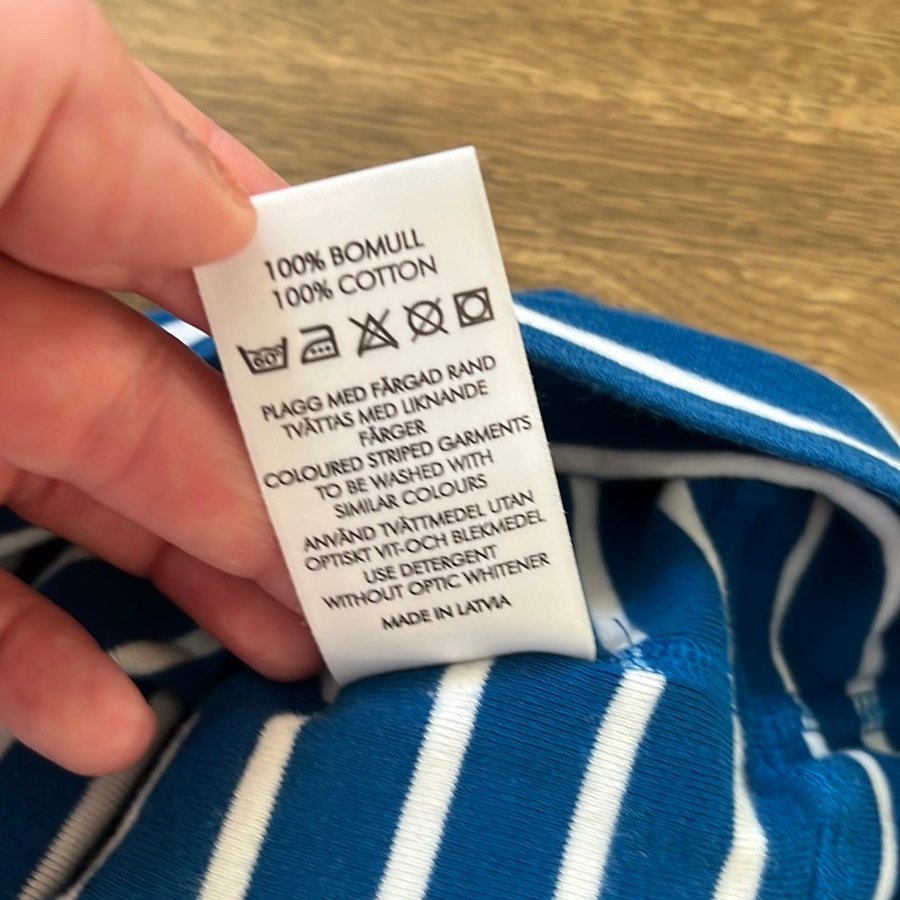 100% BOMULL
100% COTTON
60°
PLAGG MED FÄRGAD RAND
TVÄTTAS MED LIKNANDE
FÄRGER
COLOURED STRIPED GARMENTS
TO BE WASHED WITH
SIMILAR COLOURS
ANVÄND TVÄTTMEDEL UTAN
OPTISKT VIT-OCH BLEKMEDEL
USE DETERGENT
WITHOUT OPTIC WHITENER
MADE IN LATVIA